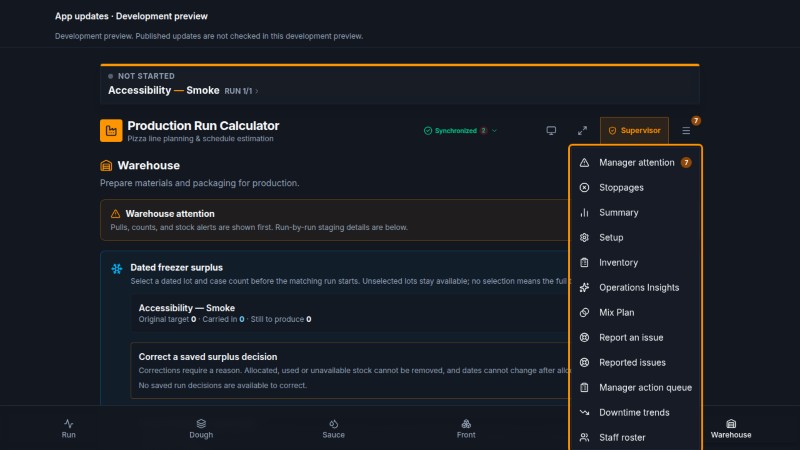 App updates · Development preview
Development preview. Published updates are not checked in this development preview.
NOT STARTED
Accessibility — Smoke RUN 1/1 ›
Production Run Calculator
Pizza line planning & schedule estimation
Synchronized 2
Supervisor
7
Warehouse
Prepare materials and packaging for production.
Warehouse attention
Pulls, counts, and stock alerts are shown first. Run-by-run staging details are below.
Dated freezer surplus
Select a dated lot and case count before the matching run starts. Unselected lots stay available; no selection means the full
Accessibility — Smoke
Original target 0 · Carried in 0 · Still to produce 0
Correct a saved surplus decision
Corrections require a reason. Allocated, used or unavailable stock cannot be removed, and dates cannot change after
No saved run decisions are available to correct.
Manager attention 7
Stoppages
Summary
Setup
Inventory
Operations Insights
Mix Plan
Report an issue
Reported issues
Manager action queue
Downtime trends
Staff roster
Run
Dough
Sauce
Front
Warehouse